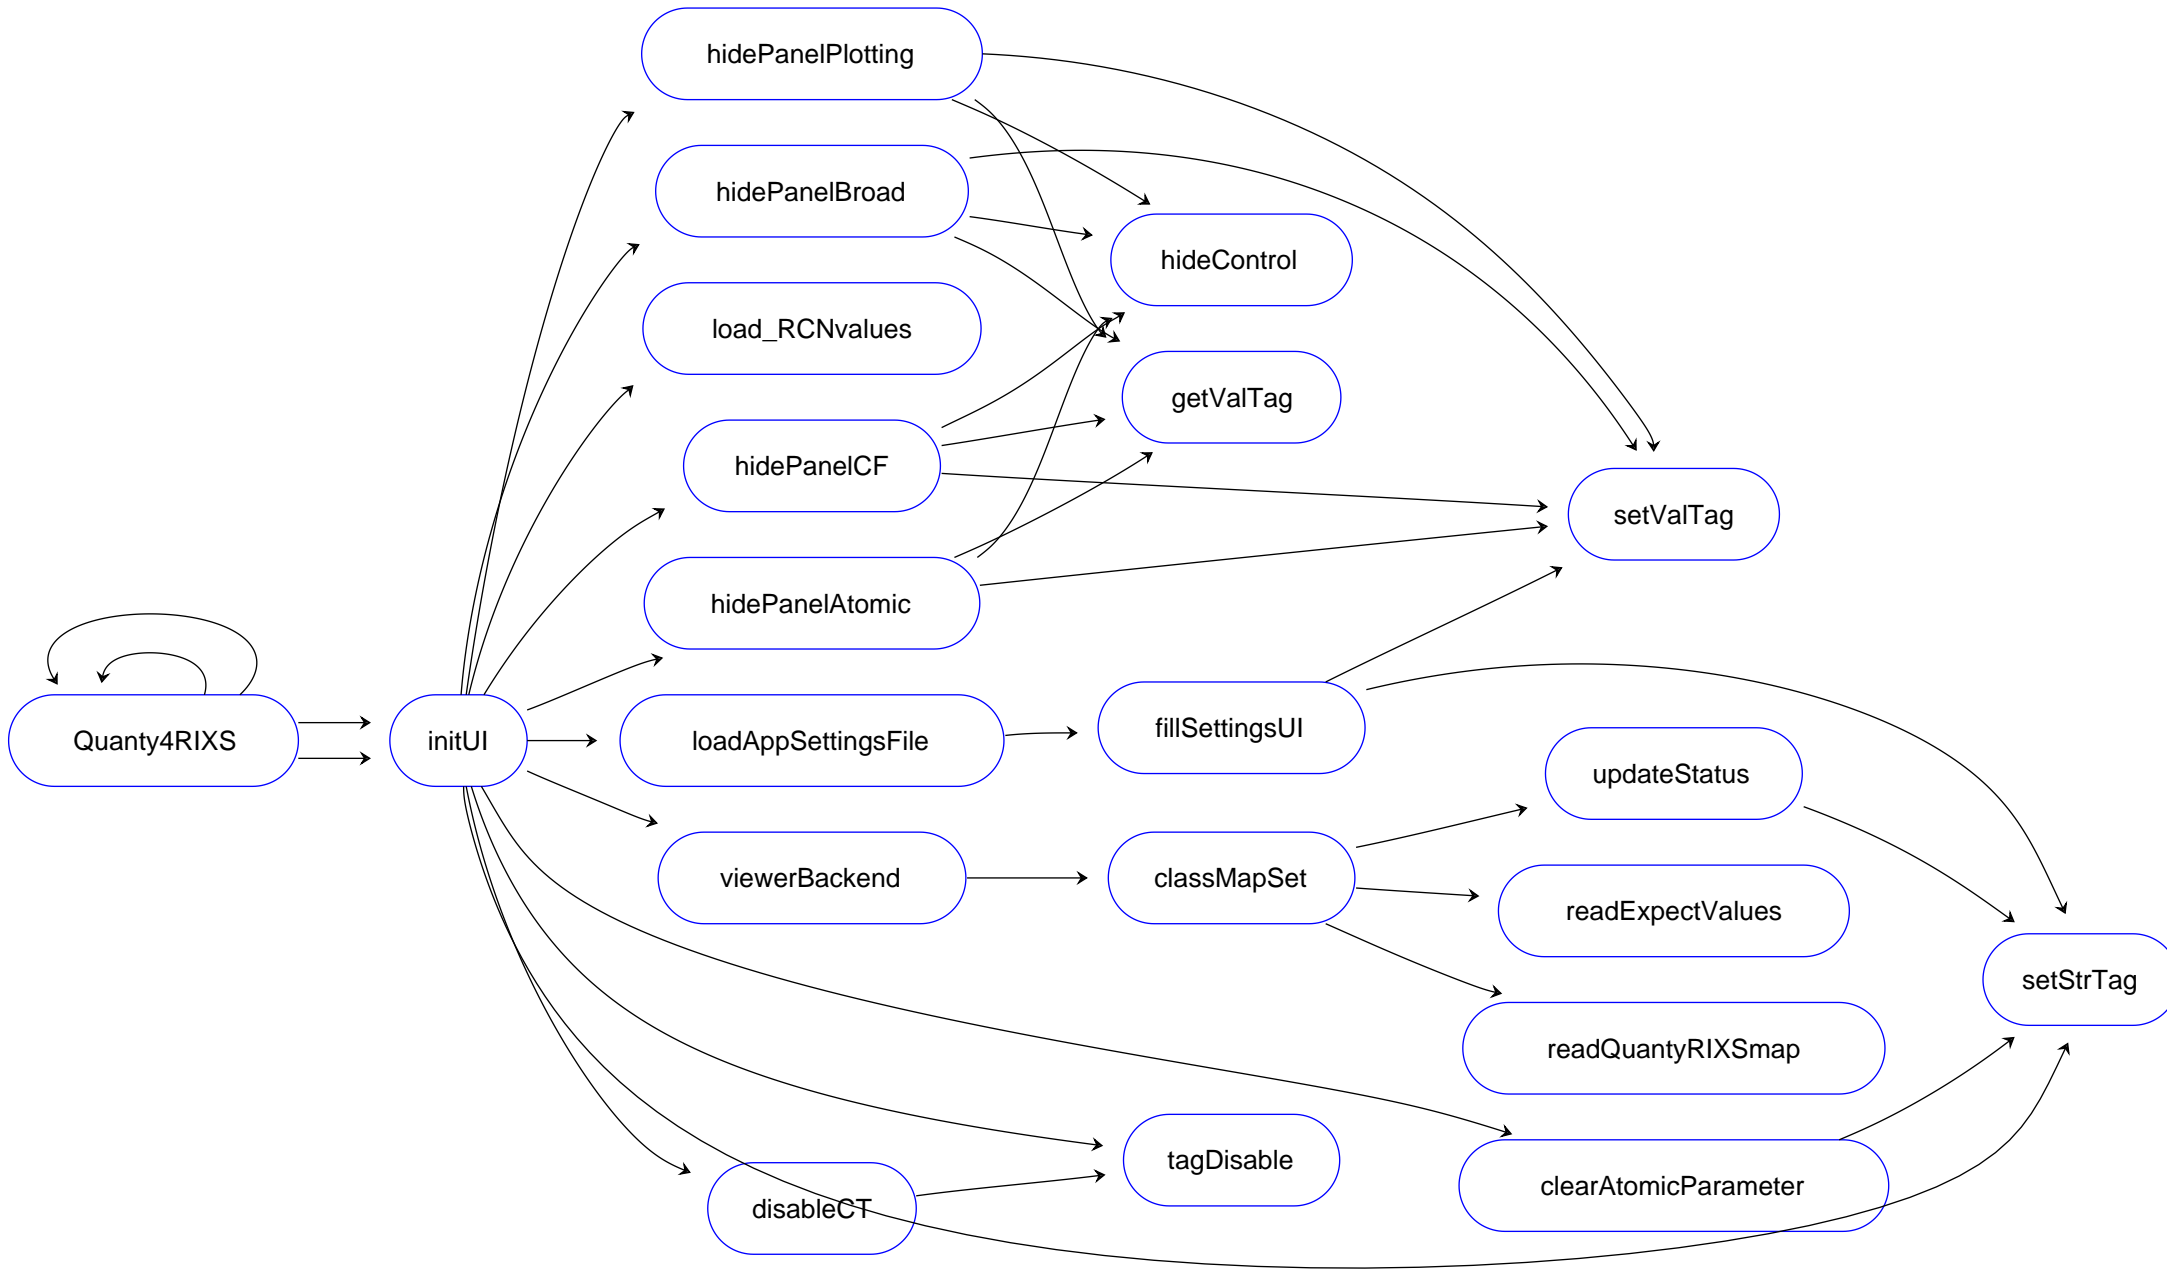 hidePanelPlotting
hidePanelBroad
hideControl
load_RCNvalues
getValTag
hidePanelCF
setValTag
hidePanelAtomic
Quanty4RIXS
initUI
loadAppSettingsFile
fillSettingsUI
updateStatus
viewerBackend
classMapSet
readExpectValues
setStrTag
readQuantyRIXSmap
tagDisable
clearAtomicParameter
disableCT